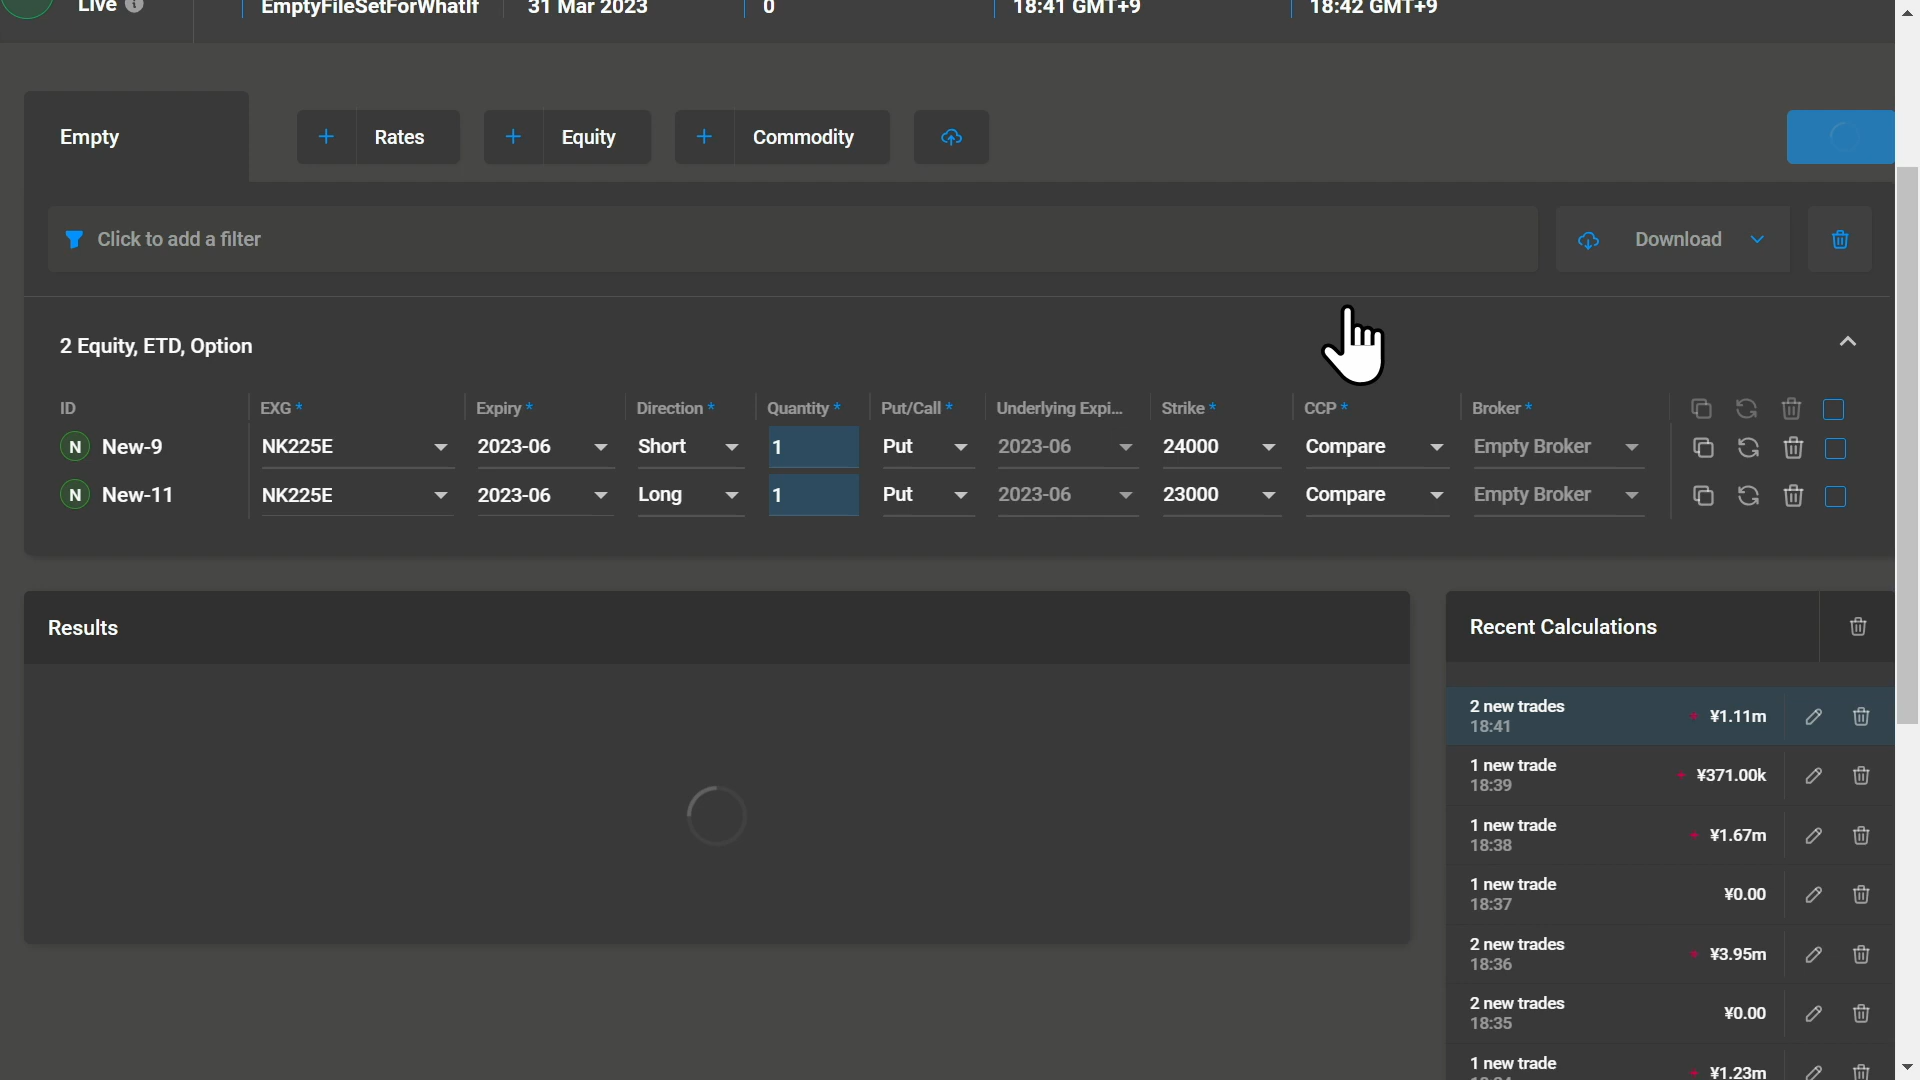 Live
EmptyFileSetForWhatIf 31 Mar 2023 0 18:41 GMT+9 18:42 GMT+9
Empty + Rates + Equity + Commodity
Click to add a filter Download
2 Equity, ETD, Option
ID EXG * Expiry * Direction * Quantity * Put/Call * Underlying Expi... Strike * CCP * Broker *
N New-9 NK225E 2023-06 Short 1 Put 2023-06 24000 Compare Empty Broker
N New-11 NK225E 2023-06 Long 1 Put 2023-06 23000 Compare Empty Broker
Results
Recent Calculations
2 new trades ¥1.11m
18:41
1 new trade ¥371.00k
18:39
1 new trade ¥1.67m
18:38
1 new trade ¥0.00
18:37
2 new trades ¥3.95m
18:36
2 new trades ¥0.00
18:35
1 new trade ¥1.23m